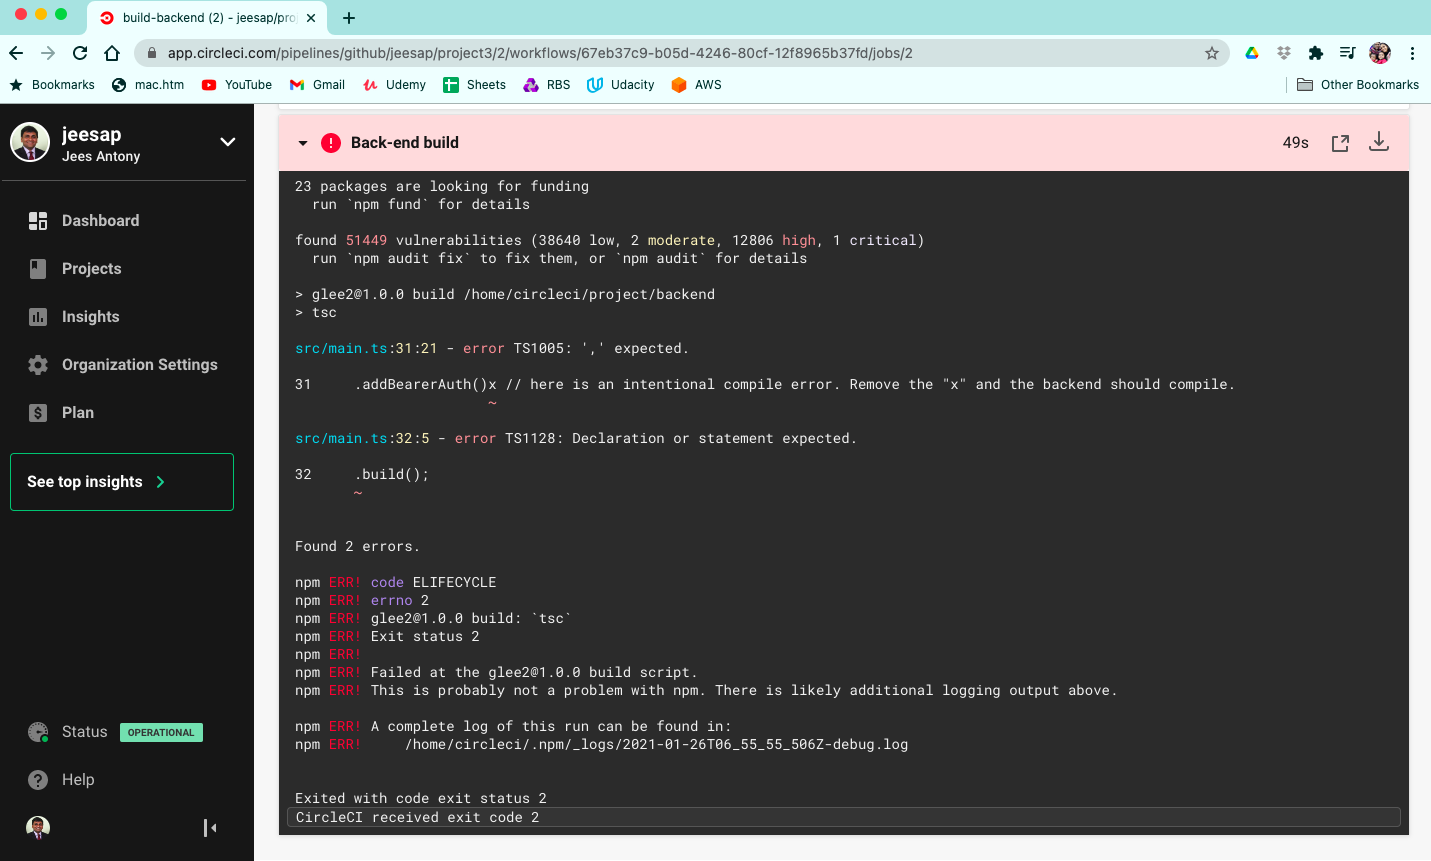 build-backend (2) - jeesap/proj
app.circleci.com/pipelines/github/jeesap/project3/2/workflows/67eb37c9-b05d-4246-80cf-12f8965b37fd/jobs/2
Bookmarks mac.htm YouTube Gmail Udemy Sheets RBS Udacity AWS Other Bookmarks
jeesap
Jees Antony
Dashboard
Projects
Insights
Organization Settings
Plan
See top insights
Status OPERATIONAL
Help
Back-end build 49s
23 packages are looking for funding
run `npm fund` for details
found 51449 vulnerabilities (38640 low, 2 moderate, 12806 high, 1 critical)
run `npm audit fix` to fix them, or `npm audit` for details
> glee2@1.0.0 build /home/circleci/project/backend
> tsc
src/main.ts:31:21 - error TS1005: ',' expected.
31     .addBearerAuth()x // here is an intentional compile error. Remove the "x" and the backend should compile.
~
src/main.ts:32:5 - error TS1128: Declaration or statement expected.
32     .build();
~
Found 2 errors.
npm ERR! code ELIFECYCLE
npm ERR! errno 2
npm ERR! glee2@1.0.0 build: `tsc`
npm ERR! Exit status 2
npm ERR!
npm ERR! Failed at the glee2@1.0.0 build script.
npm ERR! This is probably not a problem with npm. There is likely additional logging output above.
npm ERR! A complete log of this run can be found in:
npm ERR!     /home/circleci/.npm/_logs/2021-01-26T06_55_55_506Z-debug.log
Exited with code exit status 2
CircleCI received exit code 2